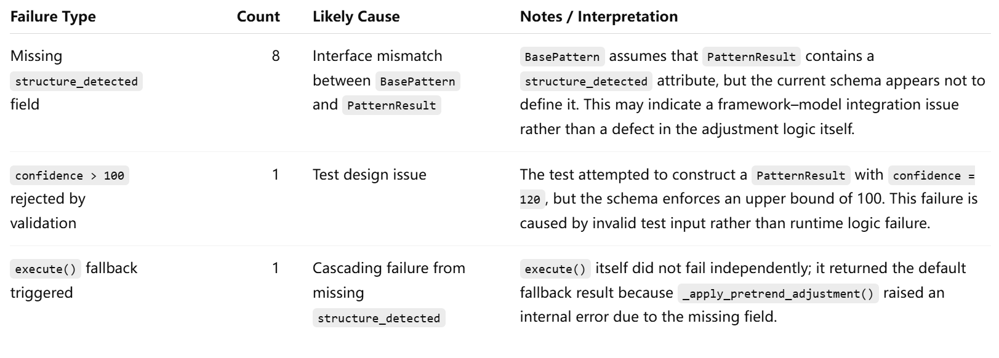 Failure Type Count Likely Cause Notes / Interpretation
Missing
structure_detected
field
8
Interface mismatch
between BasePattern
and PatternResult
BasePattern assumes that PatternResult contains a
structure_detected attribute, but the current schema appears not to
define it. This may indicate a framework–model integration issue
rather than a defect in the adjustment logic itself.
confidence > 100
rejected by
validation
1
Test design issue
The test attempted to construct a PatternResult with confidence =
120, but the schema enforces an upper bound of 100. This failure is
caused by invalid test input rather than runtime logic failure.
execute() fallback
triggered
1
Cascading failure from
missing
structure_detected
execute() itself did not fail independently; it returned the default
fallback result because _apply_pretrend_adjustment() raised an
internal error due to the missing field.